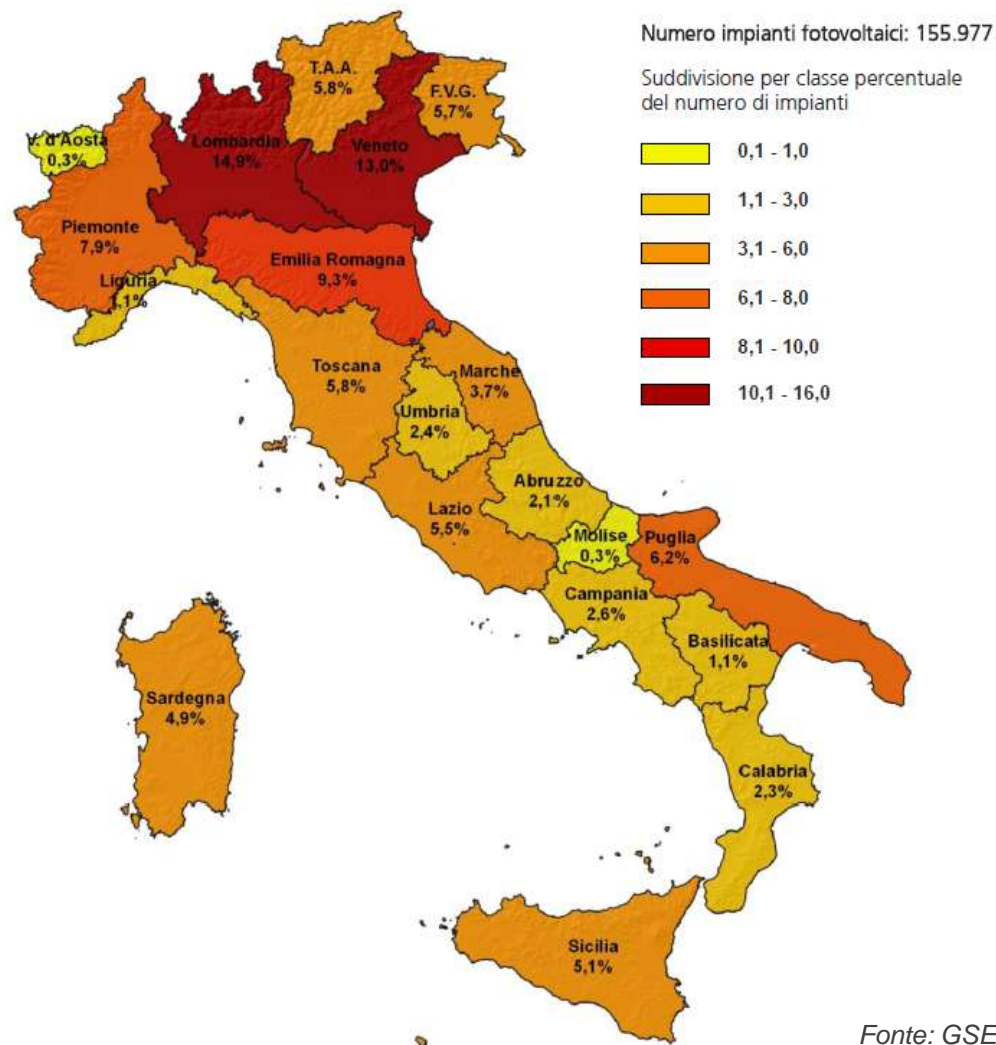 Numero impianti fotovoltaici: 155.977
Suddivisione per classe percentuale
del numero di impianti
0,1 - 1,0
1,1 - 3,0
3,1 - 6,0
6,1 - 8,0
8,1 - 10,0
10,1 - 16,0
T.A.A.
5,8%
F.V.G.
5,7%
V. d'Aosta
0,3%
Lombardia
14,9%
Veneto
13,0%
Piemonte
7,9%
Emilia Romagna
9,3%
Liguria
1,1%
Toscana
5,8%
Marche
3,7%
Umbria
2,4%
Abruzzo
2,1%
Lazio
5,5%
Molise
0,3%
Puglia
6,2%
Campania
2,6%
Basilicata
1,1%
Sardegna
4,9%
Calabria
2,3%
Sicilia
5,1%
Fonte: GSE